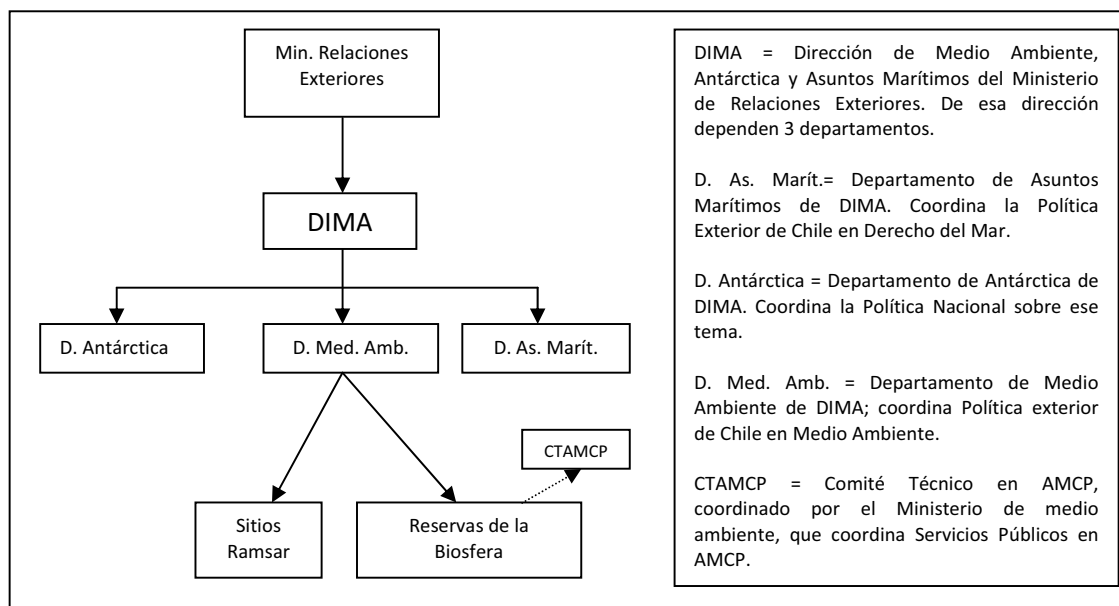 Min. Relaciones
Exteriores
DIMA
D. Antárctica
D. Med. Amb.
D. As. Marít.
CTAMCP
Sitios
Ramsar
Reservas de la
Biosfera
DIMA = Dirección de Medio Ambiente,
Antárctica y Asuntos Marítimos del Ministerio
de Relaciones Exteriores. De esa dirección
dependen 3 departamentos.
D. As. Marít.= Departamento de Asuntos
Marítimos de DIMA. Coordina la Política
Exterior de Chile en Derecho del Mar.
D. Antárctica = Departamento de Antárctica de
DIMA. Coordina la Política Nacional sobre ese
tema.
D. Med. Amb. = Departamento de Medio
Ambiente de DIMA; coordina Política exterior
de Chile en Medio Ambiente.
CTAMCP = Comité Técnico en AMCP,
coordinado por el Ministerio de medio
ambiente, que coordina Servicios Públicos en
AMCP.